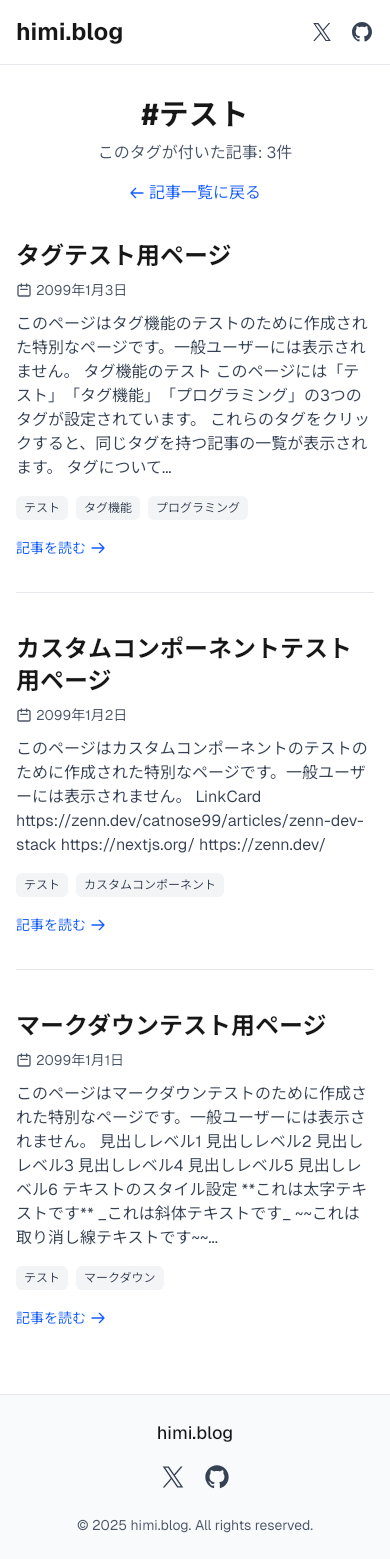 himi.blog
#テスト
このタグが付いた記事: 3件
← 記事一覧に戻る
タグテスト用ページ
2099年1月3日
このページはタグ機能のテストのために作成され
た特別なページです。一般ユーザーには表示され
ません。 タグ機能のテスト このページには「テ
スト」「タグ機能」「プログラミング」の3つの
タグが設定されています。 これらのタグをクリッ
クすると、同じタグを持つ記事の一覧が表示され
ます。 タグについて...
テスト タグ機能 プログラミング
記事を読む →
カスタムコンポーネントテスト
用ページ
2099年1月2日
このページはカスタムコンポーネントのテストの
ために作成された特別なページです。一般ユーザ
ーには表示されません。 LinkCard
https://zenn.dev/catnose99/articles/zenn-dev-
stack https://nextjs.org/ https://zenn.dev/
テスト カスタムコンポーネント
記事を読む →
マークダウンテスト用ページ
2099年1月1日
このページはマークダウンテストのために作成さ
れた特別なページです。一般ユーザーには表示さ
れません。 見出しレベル1 見出しレベル2 見出し
レベル3 見出しレベル4 見出しレベル5 見出しレ
ベル6 テキストのスタイル設定 **これは太字テキ
ストです** _これは斜体テキストです_ ~~これは
取り消し線テキストです~~...
テスト マークダウン
記事を読む →
himi.blog
© 2025 himi.blog. All rights reserved.